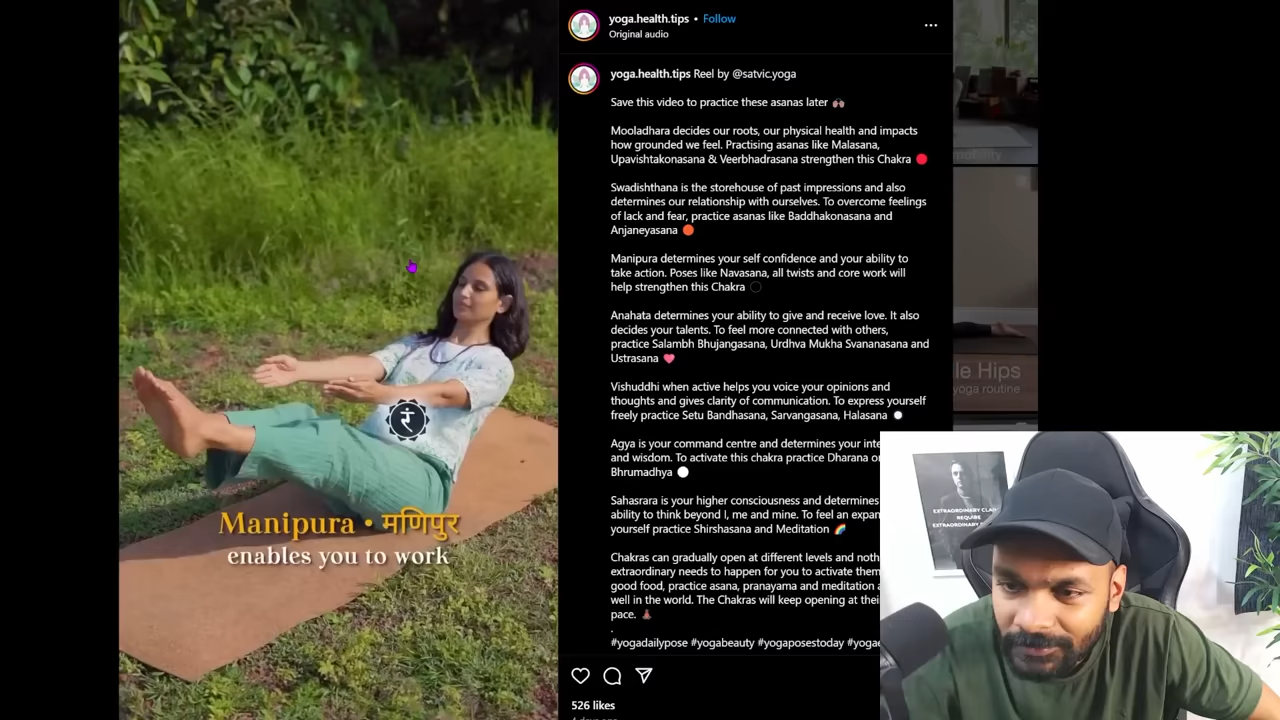 yoga.health.tips • Follow
Original audio
yoga.health.tips Reel by @satvic.yoga
Save this video to practice these asanas later
Mooladhara decides our roots, our physical health and impacts
how grounded we feel. Practising asanas like Malasana,
Upavishtakonasana & Veerbhadrasana strengthen this Chakra
Swadishthana is the storehouse of past impressions and also
determines our relationship with ourselves. To overcome feelings
of lack and fear, practice asanas like Baddhakonasana and
Anjaneyasana
Manipura determines your self confidence and your ability to
take action. Poses like Navasana, all twists and core work will
help strengthen this Chakra
Anahata determines your ability to give and receive love. It also
decides your talents. To feel more connected with others,
practice Salambh Bhujangasana, Urdhva Mukha Svananasana and
Ustrasana
Vishuddhi when active helps you voice your opinions and
thoughts and gives clarity of communication. To express yourself
freely practice Setu Bandhasana, Sarvangasana, Halasana
Agya is your command centre and determines your inte
and wisdom. To activate this chakra practice Dharana or
Bhrumadhya
Sahasrara is your higher consciousness and determines
ability to think beyond I, me and mine. To feel an expan
yourself practice Shirshasana and Meditation
Chakras can gradually open at different levels and noth
extraordinary needs to happen for you to activate them
good food, practice asana, pranayama and meditation a
well in the world. The Chakras will keep opening at thei
pace.
.
#yogadailypose #yogabeauty #yogaposestoday #yogae
526 likes
रं
Manipura • मणिपुर
enables you to work
le Hips
yoga routine
EXTRAORDINARY CLAI
REQUIRE
EXTRAORDINARY